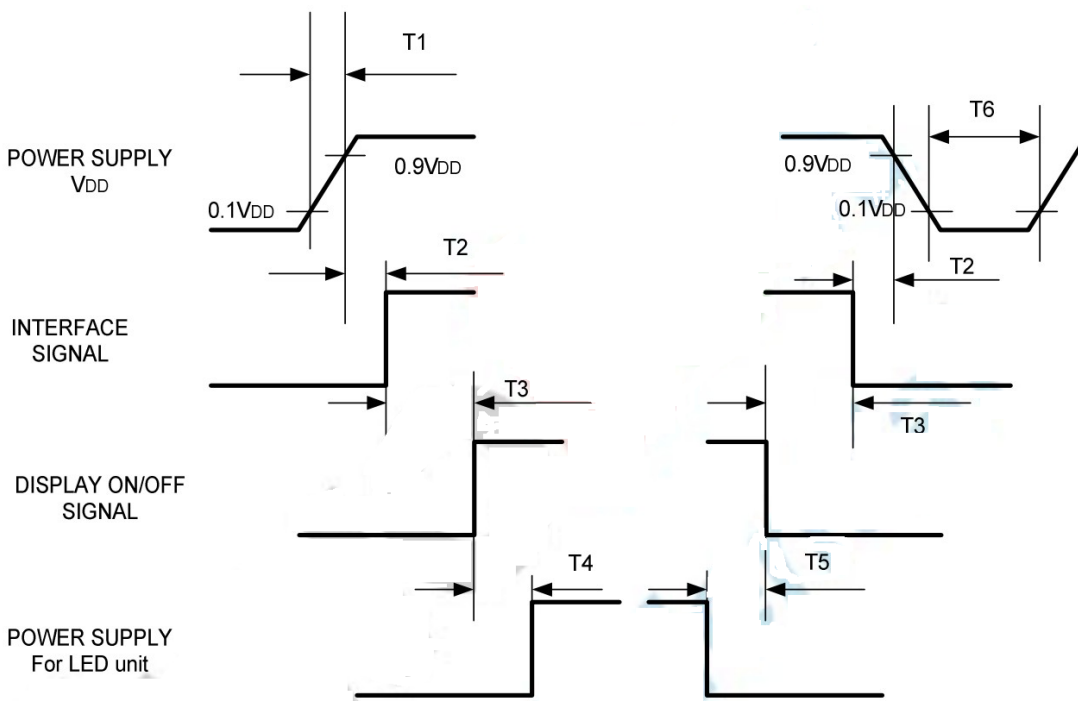 T1
T6
POWER SUPPLY
VDD
0.9VDD
0.9VDD
0.1VDD
0.1VDD
T2
T2
INTERFACE
SIGNAL
T3
T3
DISPLAY ON/OFF
SIGNAL
T4
T5
POWER SUPPLY
For LED unit